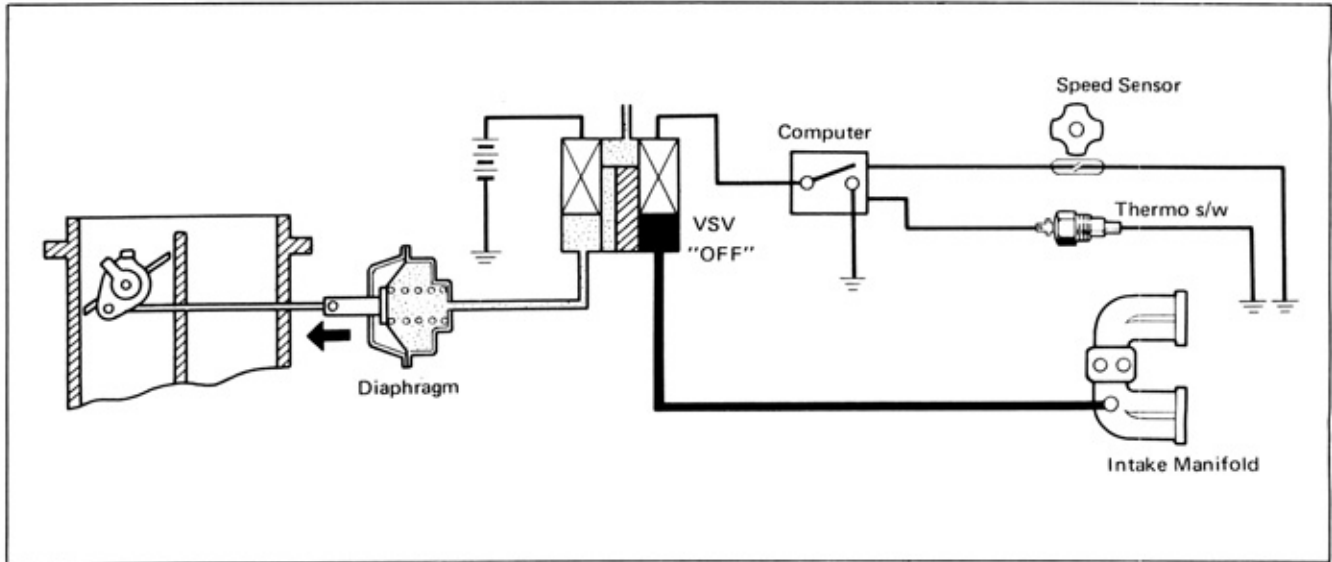 Speed Sensor
Computer
Thermo s/w
VSV
"OFF"
Diaphragm
Intake Manifold